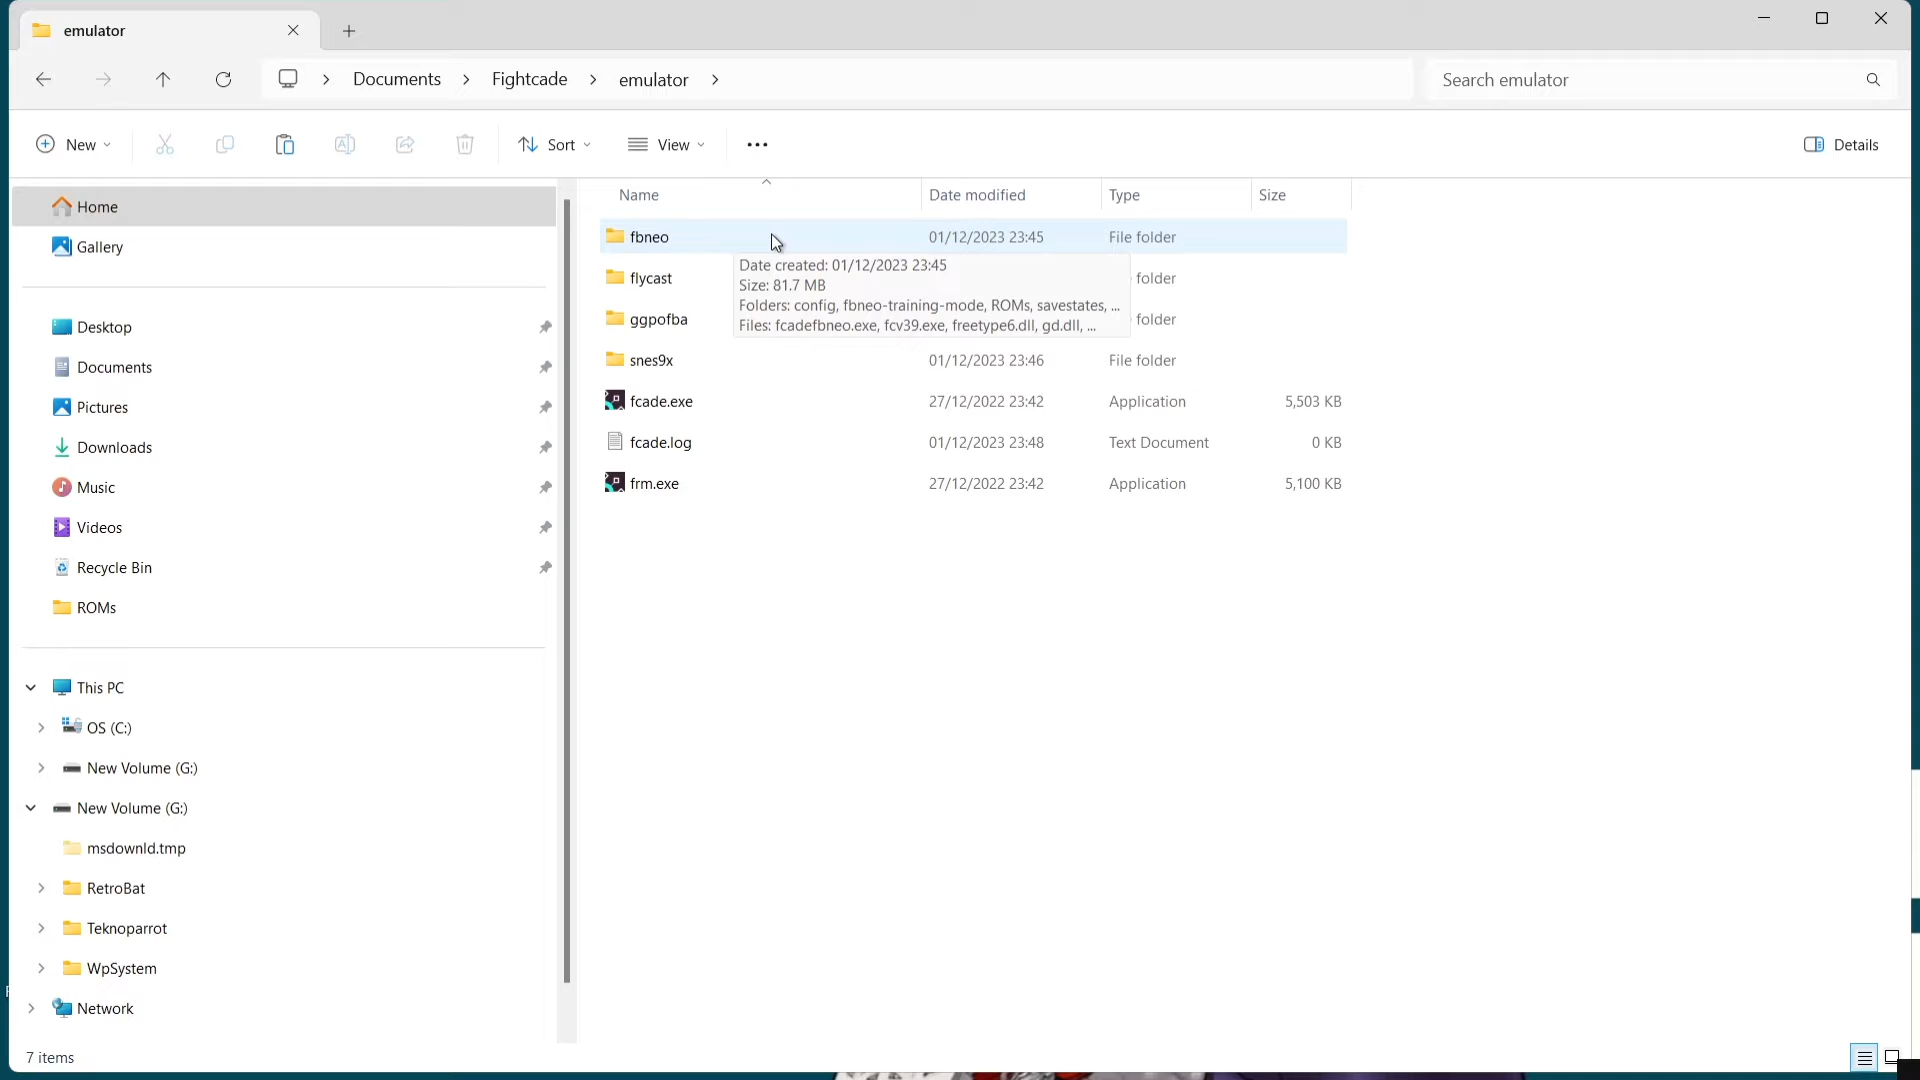 emulator
Documents > Fightcade > emulator >
Search emulator
New
Sort
View
Details
Name Date modified Type Size
fbneo 01/12/2023 23:45 File folder
Date created: 01/12/2023 23:45
Size: 81.7 MB
Folders: config, fbneo-training-mode, ROMs, savestates, ...
Files: fcadefbneo.exe, fcv39.exe, freetype6.dll, gd.dll, ...
flycast folder
ggpofba folder
snes9x 01/12/2023 23:46 File folder
fcade.exe 27/12/2022 23:42 Application 5,503 KB
fcade.log 01/12/2023 23:48 Text Document 0 KB
frm.exe 27/12/2022 23:42 Application 5,100 KB
Home
Gallery
Desktop
Documents
Pictures
Downloads
Music
Videos
Recycle Bin
ROMs
This PC
OS (C:)
New Volume (G:)
New Volume (G:)
msdownld.tmp
RetroBat
Teknoparrot
WpSystem
Network
7 items